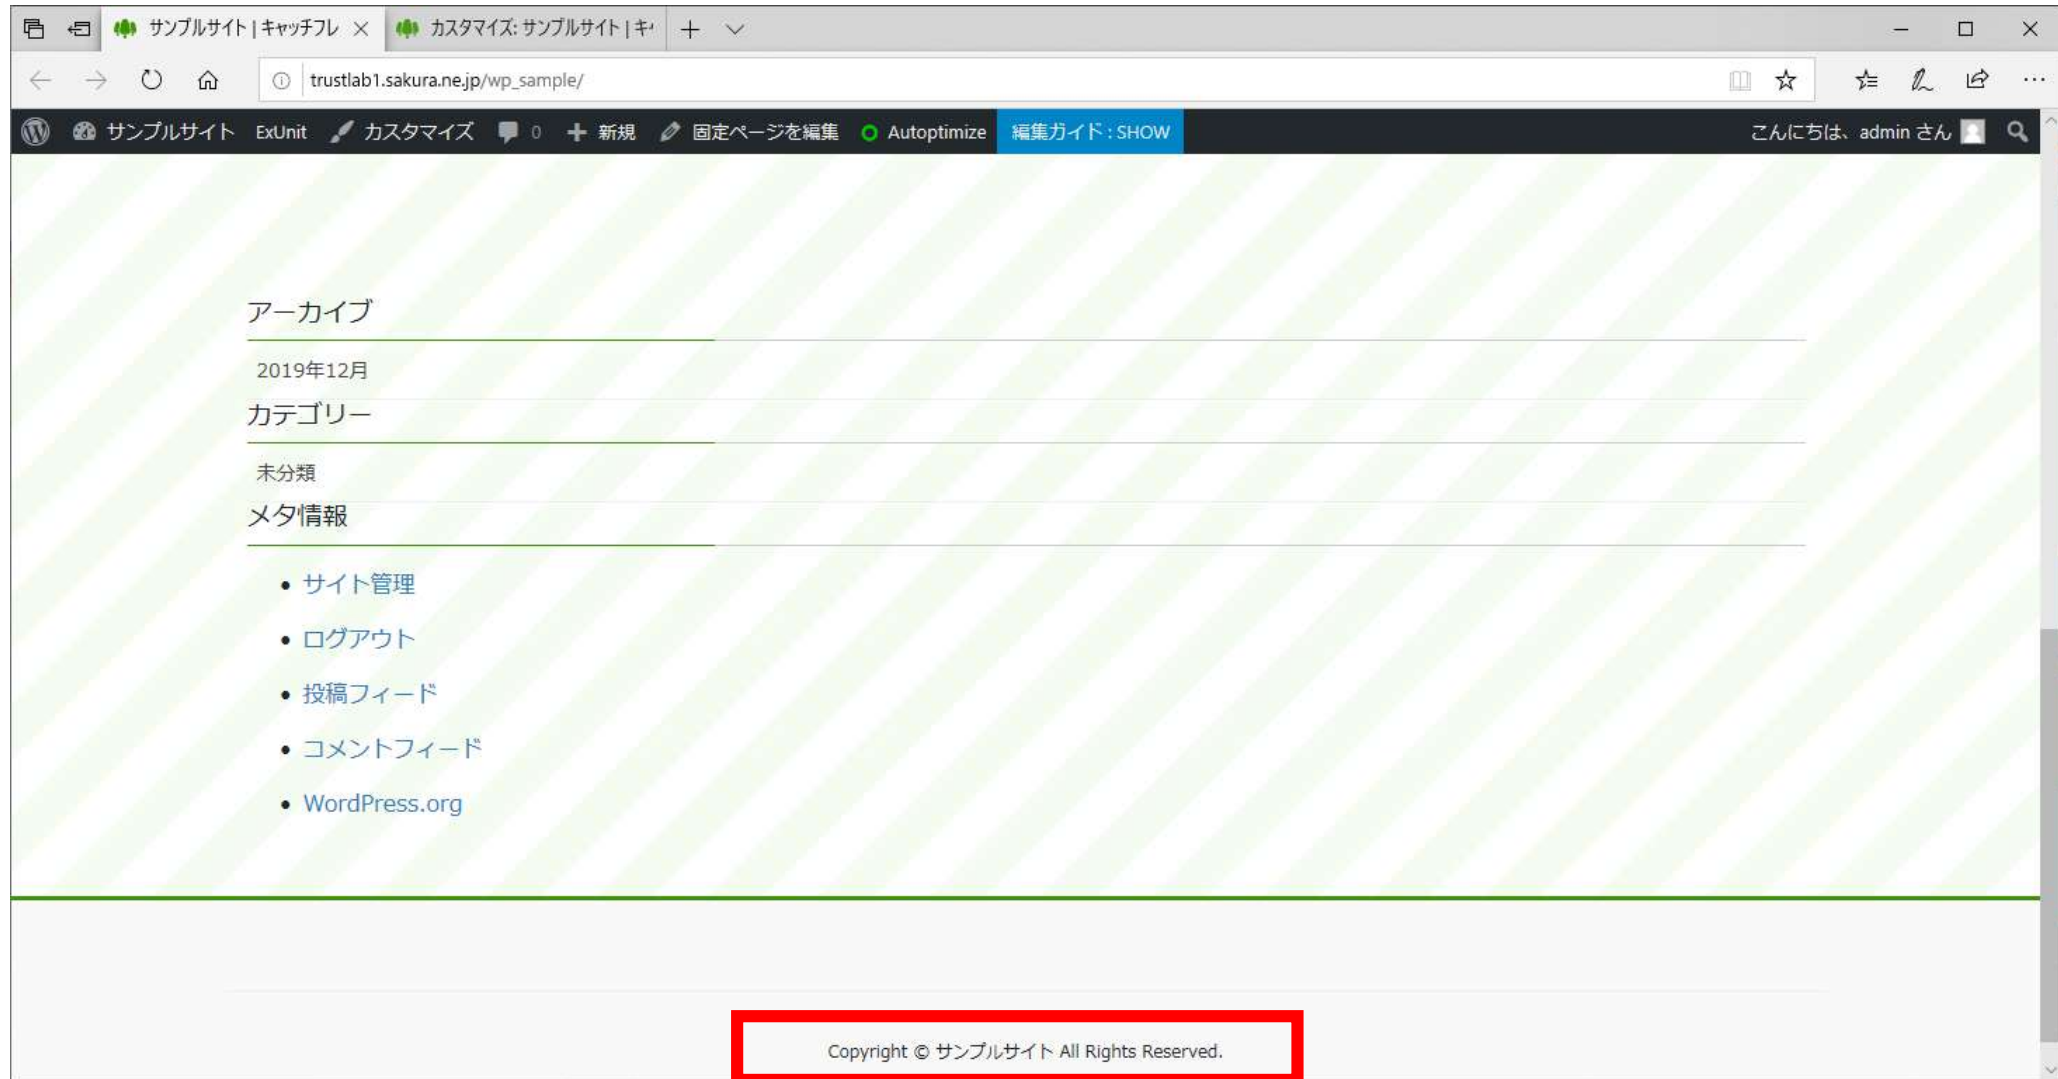 サンプルサイト | キャッチフレ
カスタマイズ: サンプルサイト | キ
trustlab1.sakura.ne.jp/wp_sample/
サンプルサイト ExUnit カスタマイズ 0 新規 固定ページを編集 Autoptimize 編集ガイド : SHOW こんにちは、admin さん
アーカイブ
2019年12月
カテゴリー
未分類
メタ情報
サイト管理
ログアウト
投稿フィード
コメントフィード
WordPress.org
Copyright © サンプルサイト All Rights Reserved.